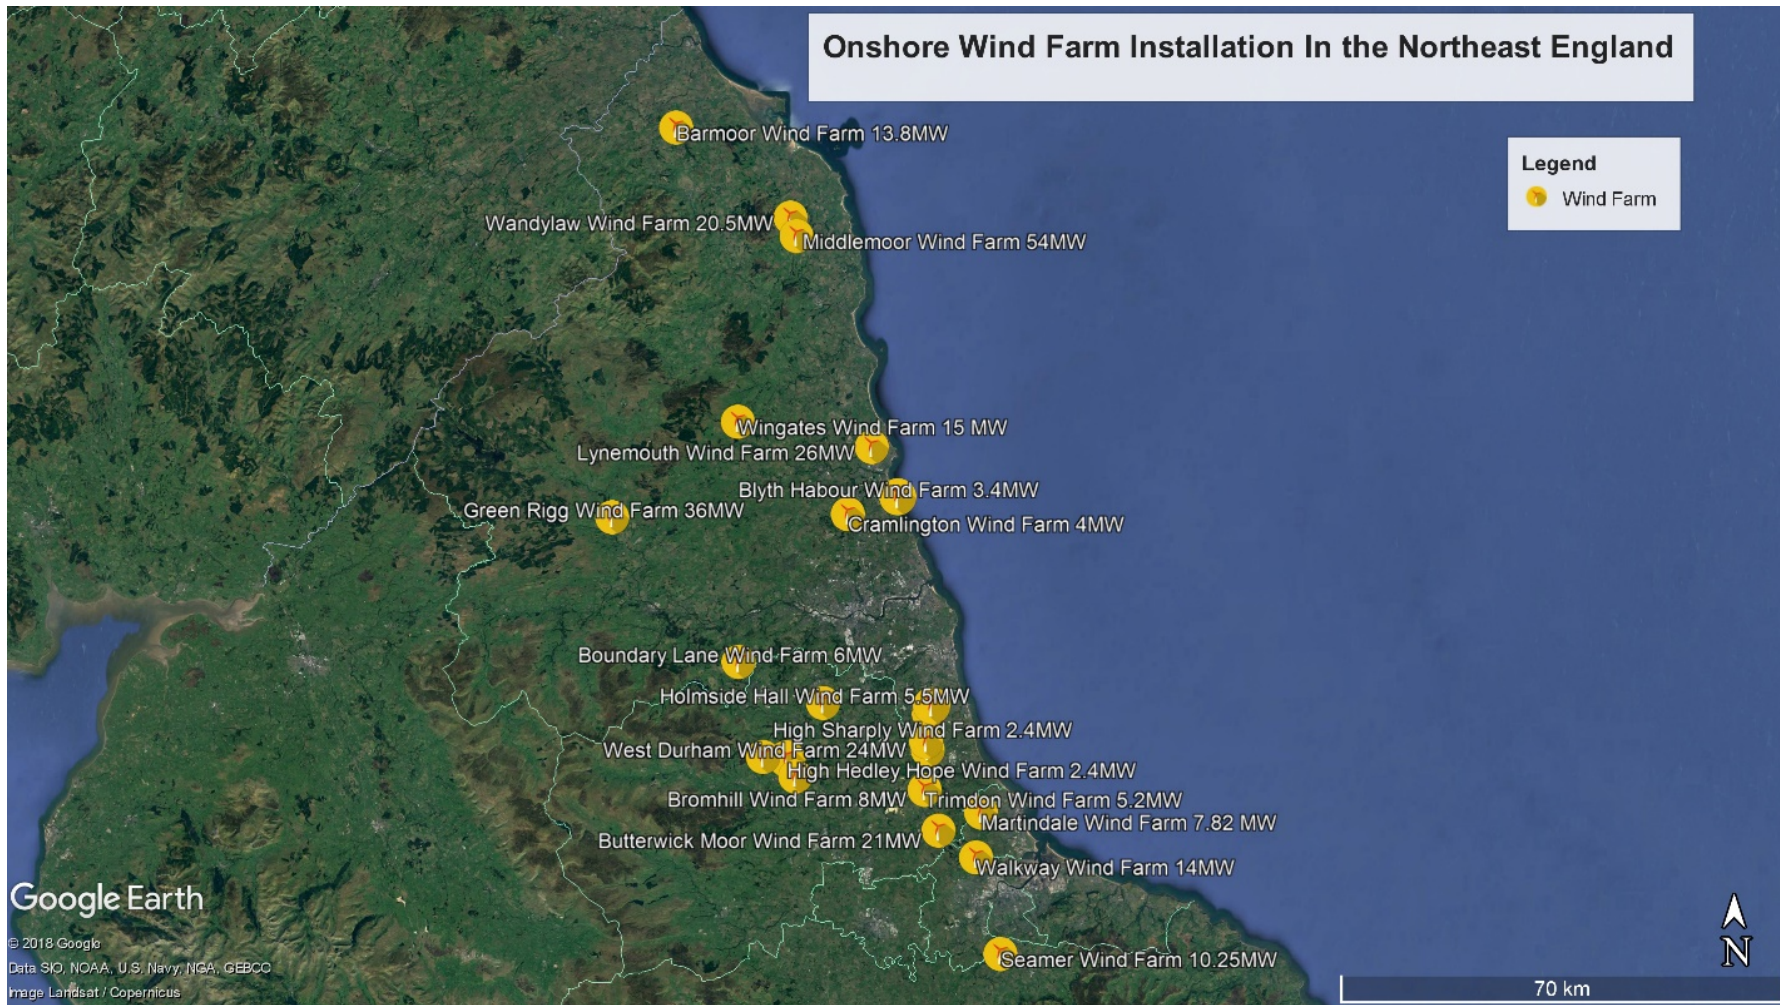 Onshore Wind Farm Installation In the Northeast England
Legend
Wind Farm
Barmoor Wind Farm 13.8MW
Wandylaw Wind Farm 20.5MW
Middlemoor Wind Farm 54MW
Wingates Wind Farm 15 MW
Lynemouth Wind Farm 26MW
Blyth Habour Wind Farm 3.4MW
Green Rigg Wind Farm 36MW
Cramlington Wind Farm 4MW
Boundary Lane Wind Farm 6MW
Holmside Hall Wind Farm 5.5MW
High Sharply Wind Farm 2.4MW
West Durham Wind Farm 24MW
High Hedley Hope Wind Farm 2.4MW
Bromhill Wind Farm 8MW
Trimdon Wind Farm 5.2MW
Martindale Wind Farm 7.82 MW
Butterwick Moor Wind Farm 21MW
Walkway Wind Farm 14MW
Seamer Wind Farm 10.25MW
Google Earth
© 2018 Google
Data SIO, NOAA, U.S. Navy, NGA, GEBCO
Image Landsat / Copernicus
N
70 km